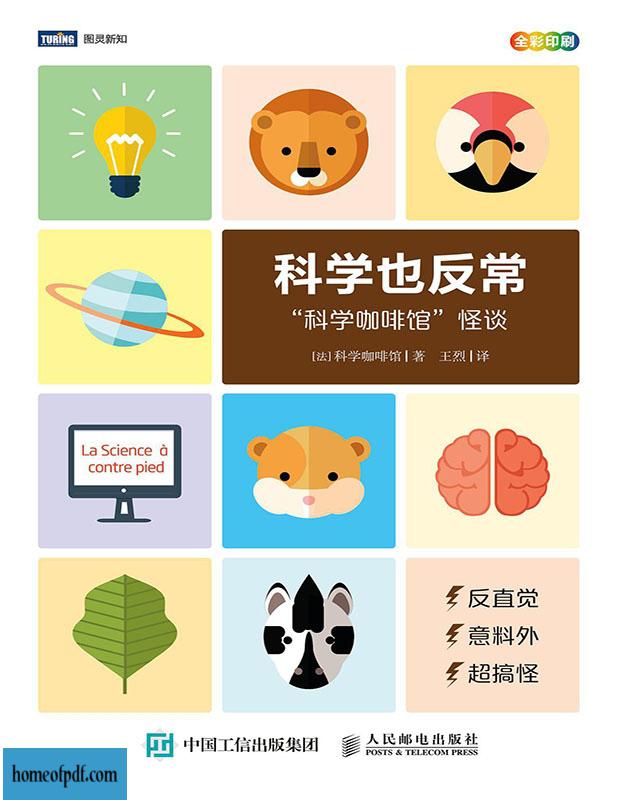 TURING 图灵新知
全彩印刷
科学也反常
“科学咖啡馆”怪谈
[法]科学咖啡馆|著 王烈|译
La Science à
contre pied
反直觉
意料外
超搞怪
中国工信出版集团
人民邮电出版社
POSTS & TELECOM PRESS
homeofpdf.com